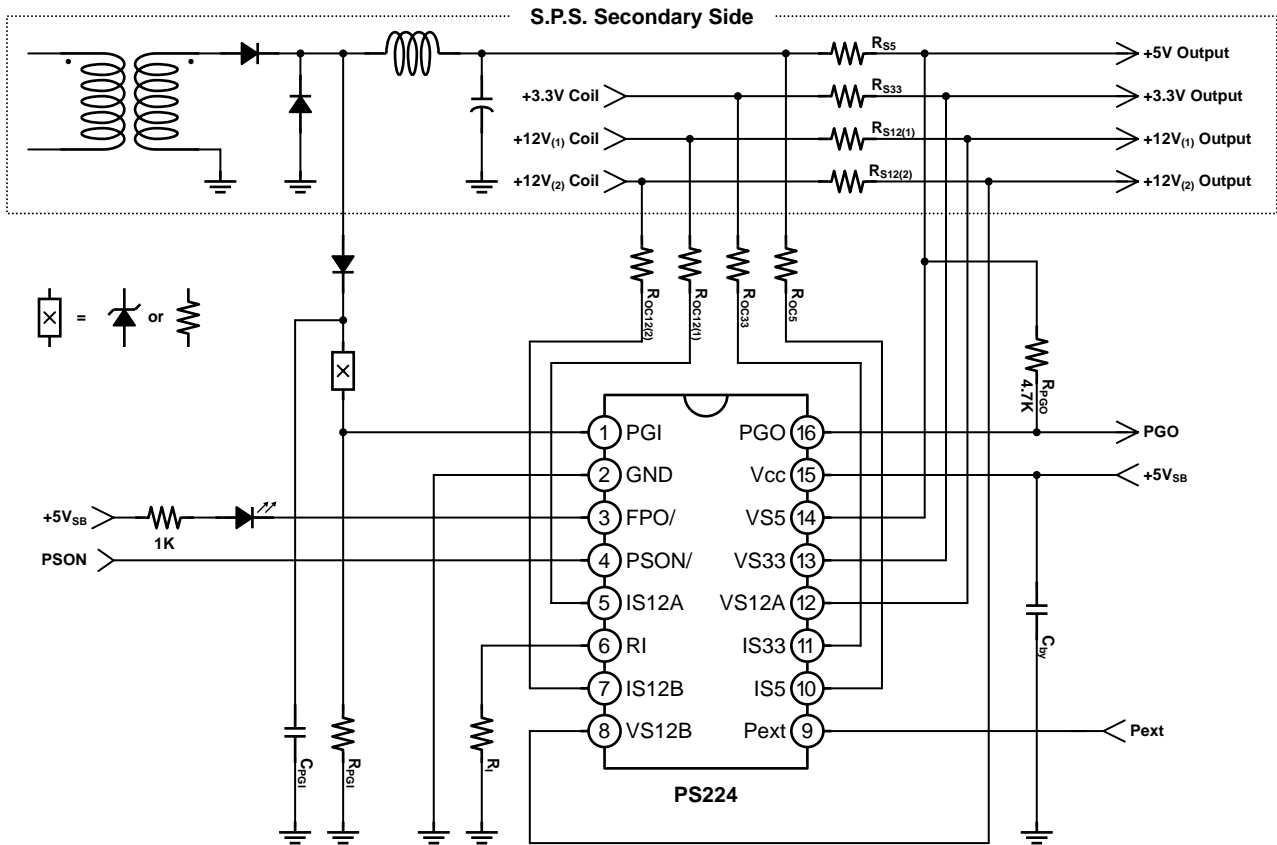 S.P.S. Secondary Side
RS5
+5V Output
+3.3V Coil
RS33
+3.3V Output
+12V(1) Coil
RS12(1)
+12V(1) Output
+12V(2) Coil
RS12(2)
+12V(2) Output
ROC12(2)
ROC12(1)
ROC33
ROC5
= or
RPGO
4.7K
1 PGI
PGO 16
PGO
2 GND
Vcc 15
+5VSB
+5VSB
1K
3 FPO/
VS5 14
PSON
4 PSON/
VS33 13
5 IS12A
VS12A 12
6 RI
IS33 11
Cby
7 IS12B
IS5 10
8 VS12B
Pext 9
Pext
CPGI
RPGI
RI
PS224